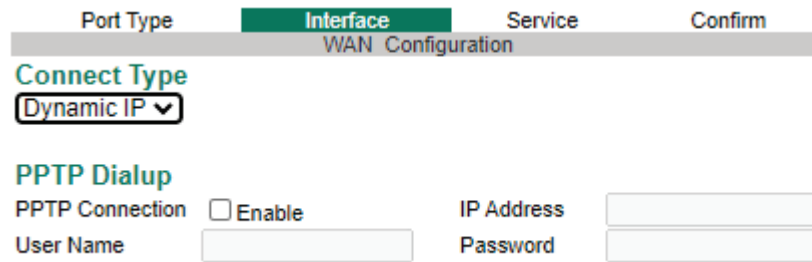 Port Type Interface Service Confirm
WAN Configuration
Connect Type
Dynamic IP
PPTP Dialup
PPTP Connection Enable IP Address
User Name Password